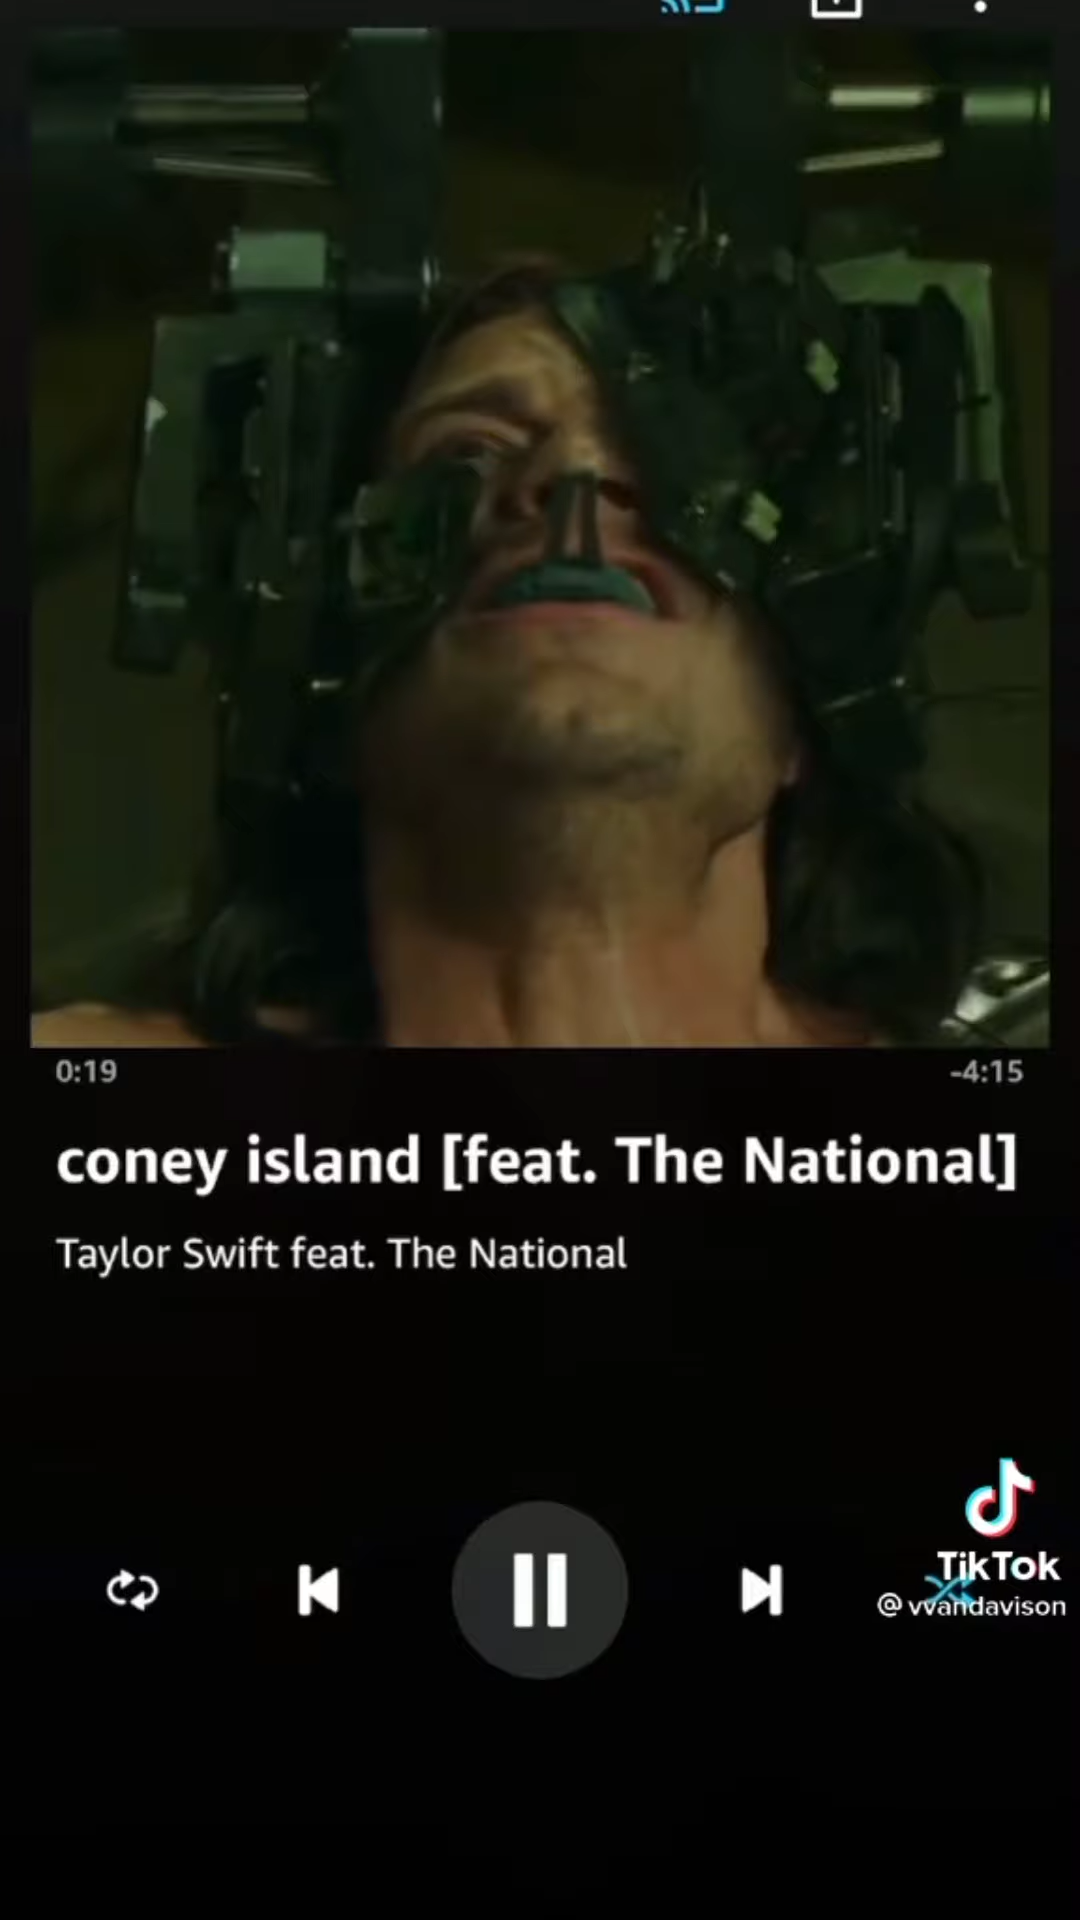 0:19 -4:15
coney island [feat. The National]
Taylor Swift feat. The National
TikTok
@vvandavison